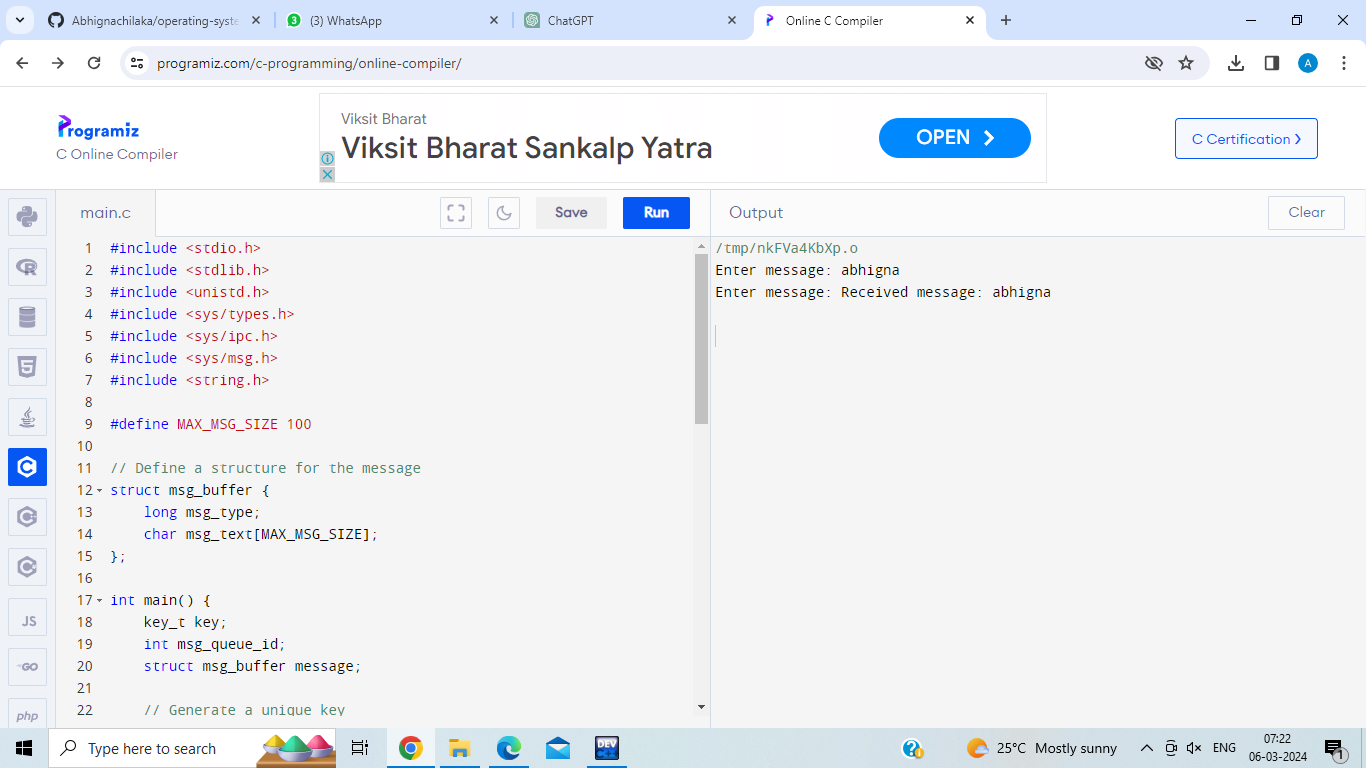 Abhignachilaka/operating-syste
(3) WhatsApp
ChatGPT
Online C Compiler
programiz.com/c-programming/online-compiler/
A
Programiz
C Online Compiler
Viksit Bharat
Viksit Bharat Sankalp Yatra
OPEN
C Certification
main.c
Save
Run
Output
Clear
1 #include <stdio.h>
2 #include <stdlib.h>
3 #include <unistd.h>
4 #include <sys/types.h>
5 #include <sys/ipc.h>
6 #include <sys/msg.h>
7 #include <string.h>
8
9 #define MAX_MSG_SIZE 100
10
11 // Define a structure for the message
12 struct msg_buffer {
13 long msg_type;
14 char msg_text[MAX_MSG_SIZE];
15 };
16
17 int main() {
18 key_t key;
19 int msg_queue_id;
20 struct msg_buffer message;
21
22 // Generate a unique key
/tmp/nkFVa4KbXp.o
Enter message: abhigna
Enter message: Received message: abhigna
JS
GO
php
Type here to search
DEV
25°C Mostly sunny
ENG
07:22
06-03-2024
1